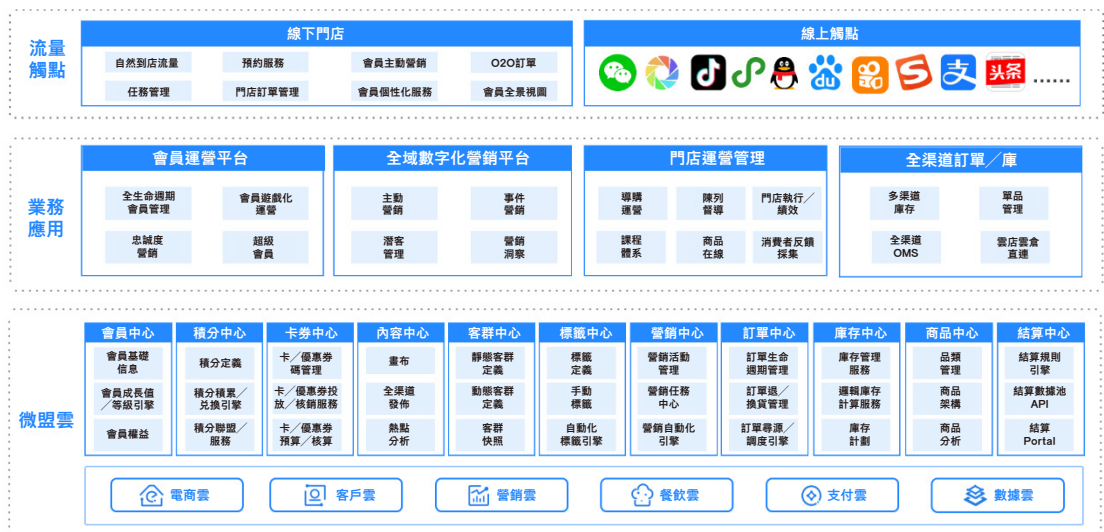 流量
觸點
線下門店
自然到店流量
預約服務
會員主動營銷
O2O訂單
任務管理
門店訂單管理
會員個性化服務
會員全景視圖
線上觸點
du
支
头条
……
業務
應用
會員運營平台
全生命週期
會員管理
會員遊戲化
運營
忠誠度
營銷
超級
會員
全域數字化營銷平台
主動
營銷
事件
營銷
潛客
管理
營銷
洞察
門店運營管理
導購
運營
陳列
督導
門店執行／
績效
課程
體系
商品
在線
消費者反饋
採集
全渠道訂單／庫
多渠道
庫存
單品
管理
全渠道
OMS
雲店雲倉
直連
微盟雲
會員中心
會員基礎
信息
會員成長值
／等級引擎
會員權益
積分中心
積分定義
積分積累／
兌換引擎
積分聯盟／
服務
卡券中心
卡／優惠券
碼管理
卡／優惠券投
放／核銷服務
卡／優惠券
預算／核算
內容中心
畫布
全渠道
發佈
熱點
分析
客群中心
靜態客群
定義
動態客群
定義
客群
快照
標籤中心
標籤
定義
手動
標籤
自動化
標籤引擎
營銷中心
營銷活動
管理
營銷任務
中心
營銷自動化
引擎
訂單中心
訂單生命
週期管理
訂單退／
換貨管理
訂單尋源／
調度引擎
庫存中心
庫存管理
服務
邏輯庫存
計算服務
庫存
計劃
商品中心
品類
管理
商品
架構
商品
分析
結算中心
結算規則
引擎
結算數據池
API
結算
Portal
電商雲
客戶雲
營銷雲
餐飲雲
支付雲
數據雲